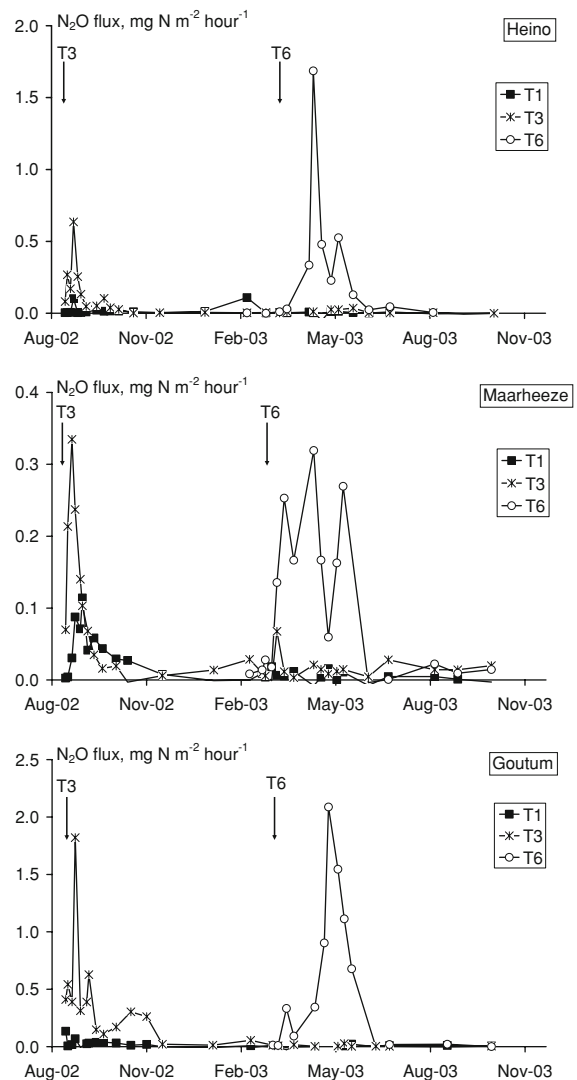 N₂O flux, mg N m⁻² hour⁻¹
Heino
2.0
T3
T6
T1
T3
T6
1.5
1.0
0.5
0.0
Aug-02 Nov-02 Feb-03 May-03 Aug-03 Nov-03
N₂O flux, mg N m⁻² hour⁻¹
Maarheeze
0.4
T3
T6
T1
T3
T6
0.3
0.2
0.1
0.0
Aug-02 Nov-02 Feb-03 May-03 Aug-03 Nov-03
N₂O flux, mg N m⁻² hour⁻¹
Goutum
2.5
T3
T6
T1
T3
T6
2.0
1.5
1.0
0.5
0.0
Aug-02 Nov-02 Feb-03 May-03 Aug-03 Nov-03